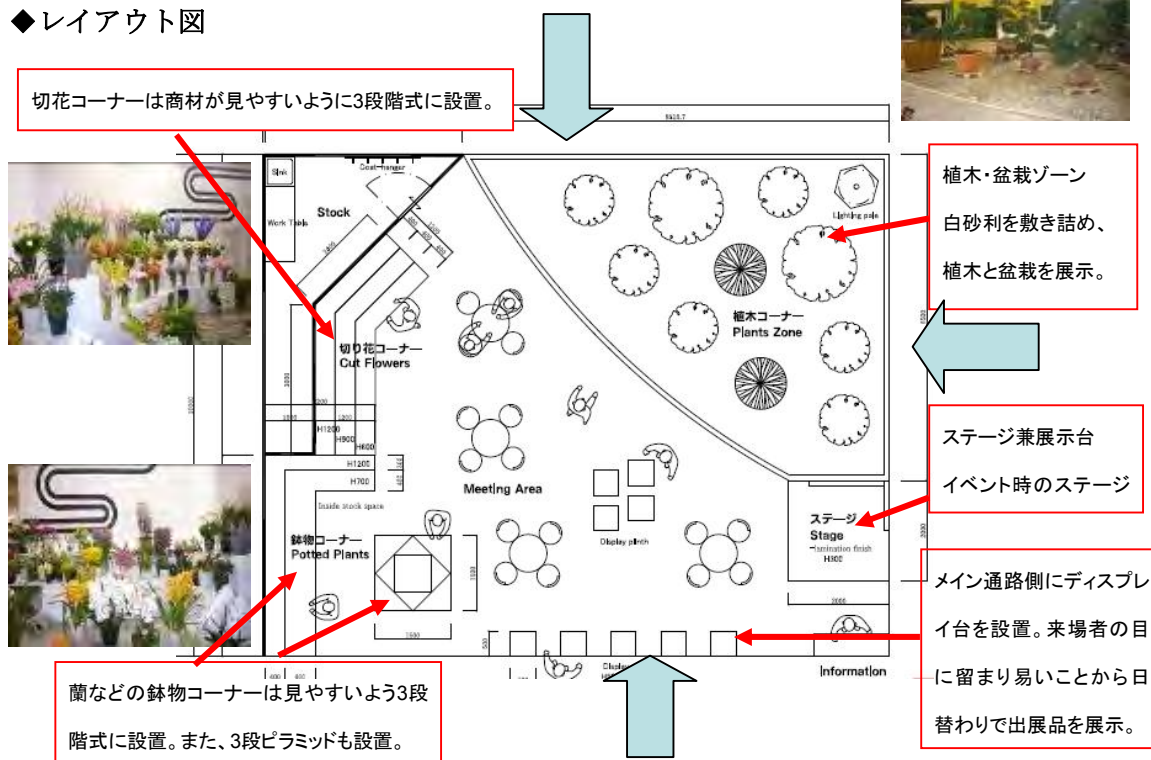 ◆レイアウト図
切花コーナーは商材が見やすいように3段階式に設置。
植木・盆栽ゾーン
白砂利を敷き詰め、
植木と盆栽を展示。
Sink
Coat hanger
Work Table
Stock
Lighting pole
植木コーナー
Plants Zone
切り花コーナー
Cut Flowers
H1200
H900
H600
H1200
H700
Inside stock space
Meeting Area
鉢物コーナー
Potted Plants
Display plinth
ステージ
Stage
lamination finish
H300
ステージ兼展示台
イベント時のステージ
メイン通路側にディスプレ
イ台を設置。来場者の目
に留まり易いことから日
替わりで出展品を展示。
Display
Information
蘭などの鉢物コーナーは見やすいよう3段
階式に設置。また、3段ピラミッドも設置。